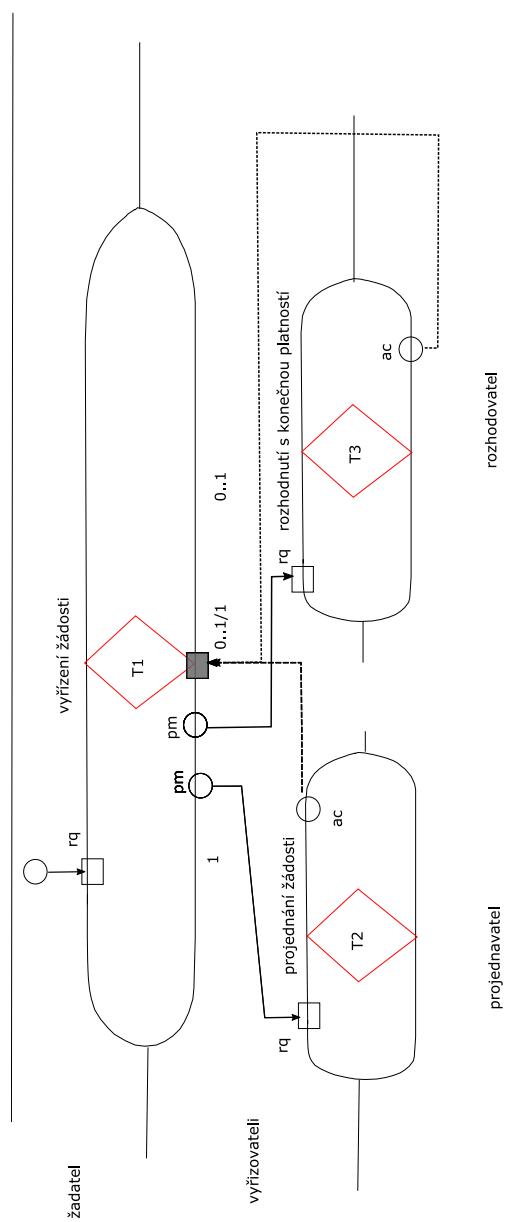 žadatel
rq
vyřízení žádosti
T1
pm
pm
1
0..1/1
0..1
vyřizovateli
rq
projednání žádosti
rq
rozhodnutí s konečnou platností
ac
T2
T3
ac
projednavatel
rozhodovatel